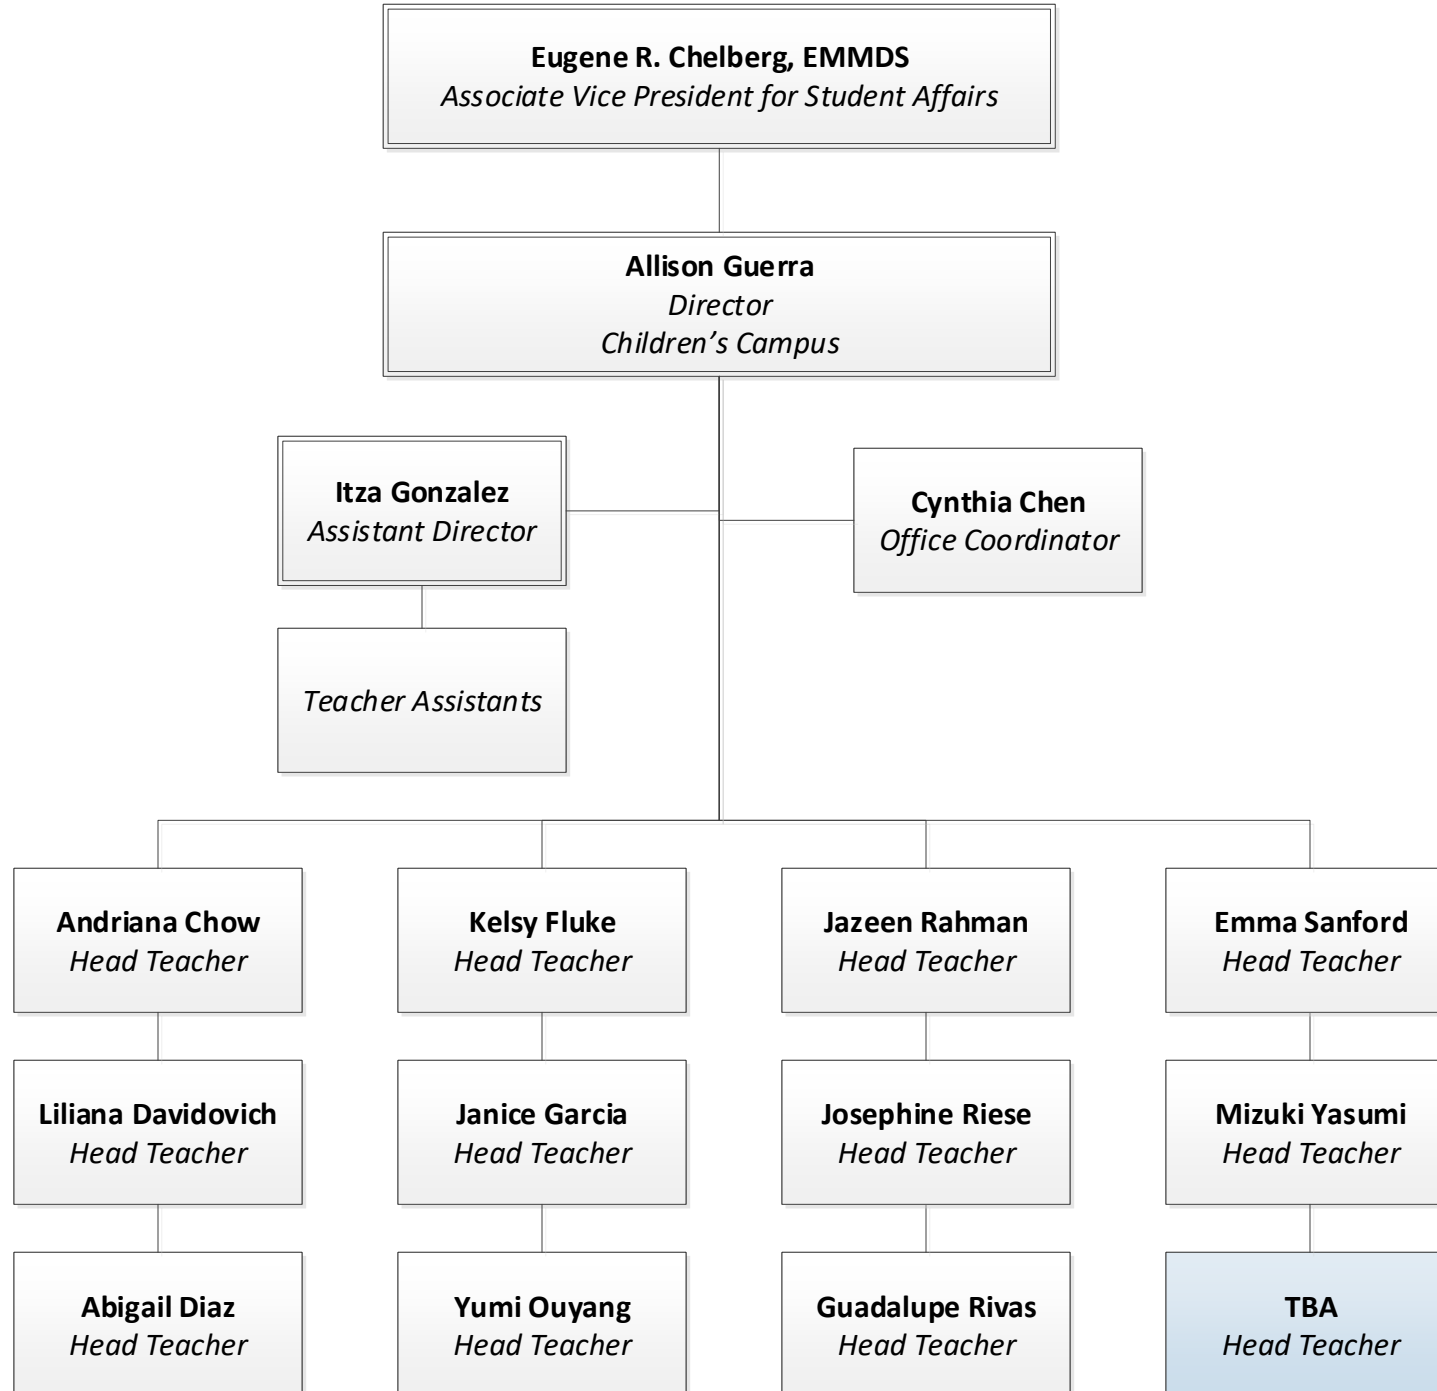 Eugene R. Chelberg, EMMDS
Associate Vice President for Student Affairs
Allison Guerra
Director
Children’s Campus
Itza Gonzalez
Assistant Director
Cynthia Chen
Office Coordinator
Teacher Assistants
Andriana Chow
Head Teacher
Kelsy Fluke
Head Teacher
Jazeen Rahman
Head Teacher
Emma Sanford
Head Teacher
Liliana Davidovich
Head Teacher
Janice Garcia
Head Teacher
Josephine Riese
Head Teacher
Mizuki Yasumi
Head Teacher
Abigail Diaz
Head Teacher
Yumi Ouyang
Head Teacher
Guadalupe Rivas
Head Teacher
TBA
Head Teacher